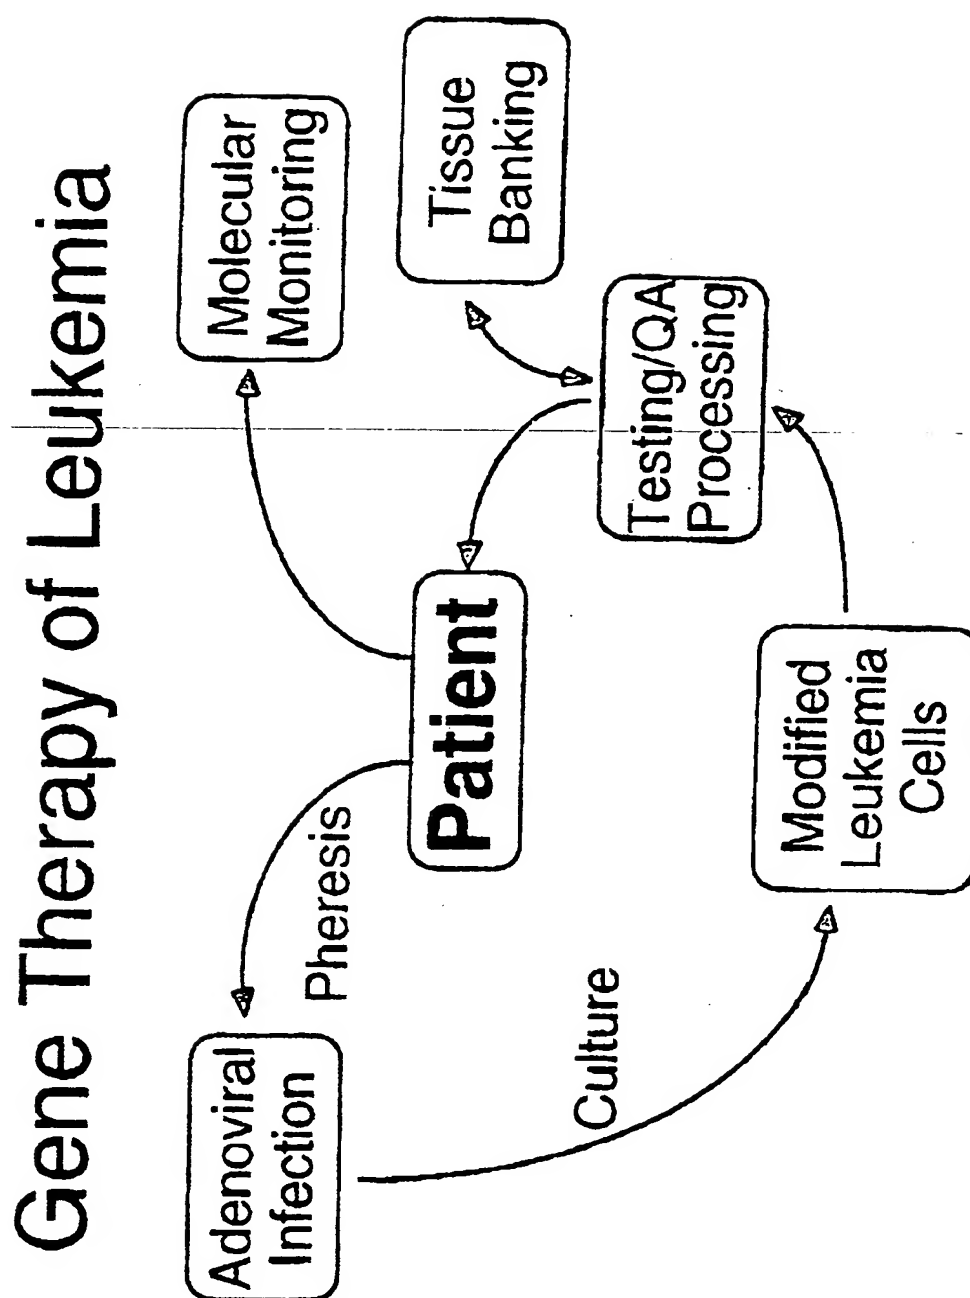 Gene Therapy of Leukemia
Adenoviral
Infection
Molecular
Monitoring
Pheresis
Patient
Tissue
Banking
Culture
Testing/QA
Processing
Modified
Leukemia
Cells